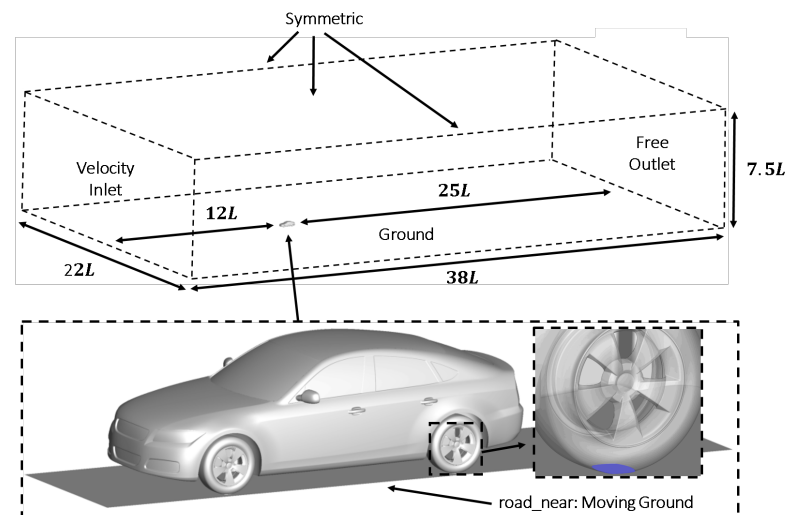 Symmetric
Velocity
Inlet
Free
Outlet
7.5L
25L
12L
Ground
22L
38L
road_near: Moving Ground